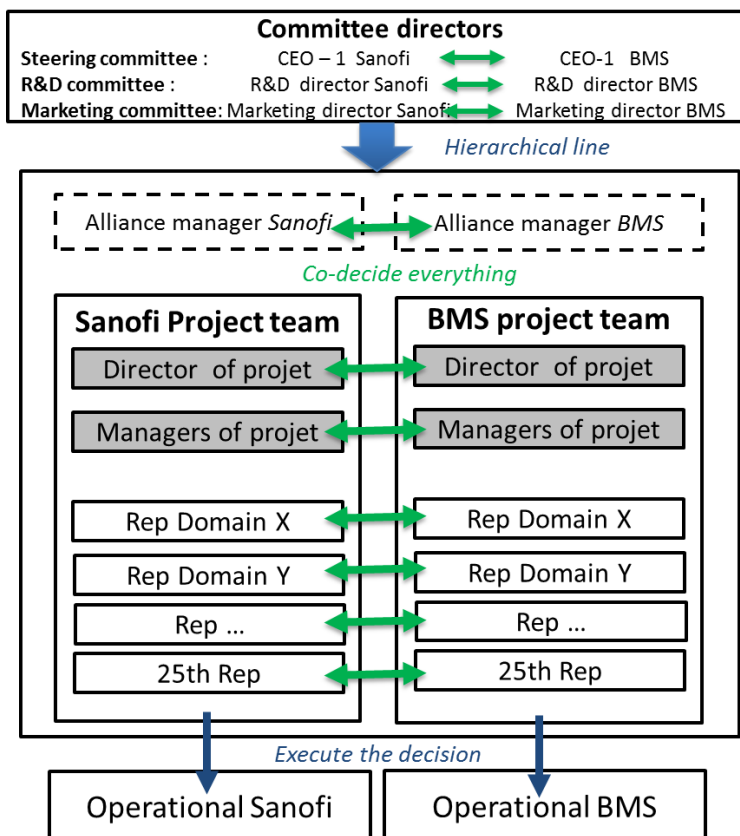 Committee directors
Steering committee : CEO – 1 Sanofi CEO-1 BMS
R&D committee : R&D director Sanofi R&D director BMS
Marketing committee: Marketing director Sanofi Marketing director BMS
Hierarchical line
Alliance manager Sanofi Alliance manager BMS
Co-decide everything
Sanofi Project team BMS project team
Director of projet Director of projet
Managers of projet Managers of projet
Rep Domain X Rep Domain X
Rep Domain Y Rep Domain Y
Rep ... Rep ...
25th Rep 25th Rep
Execute the decision
Operational Sanofi Operational BMS